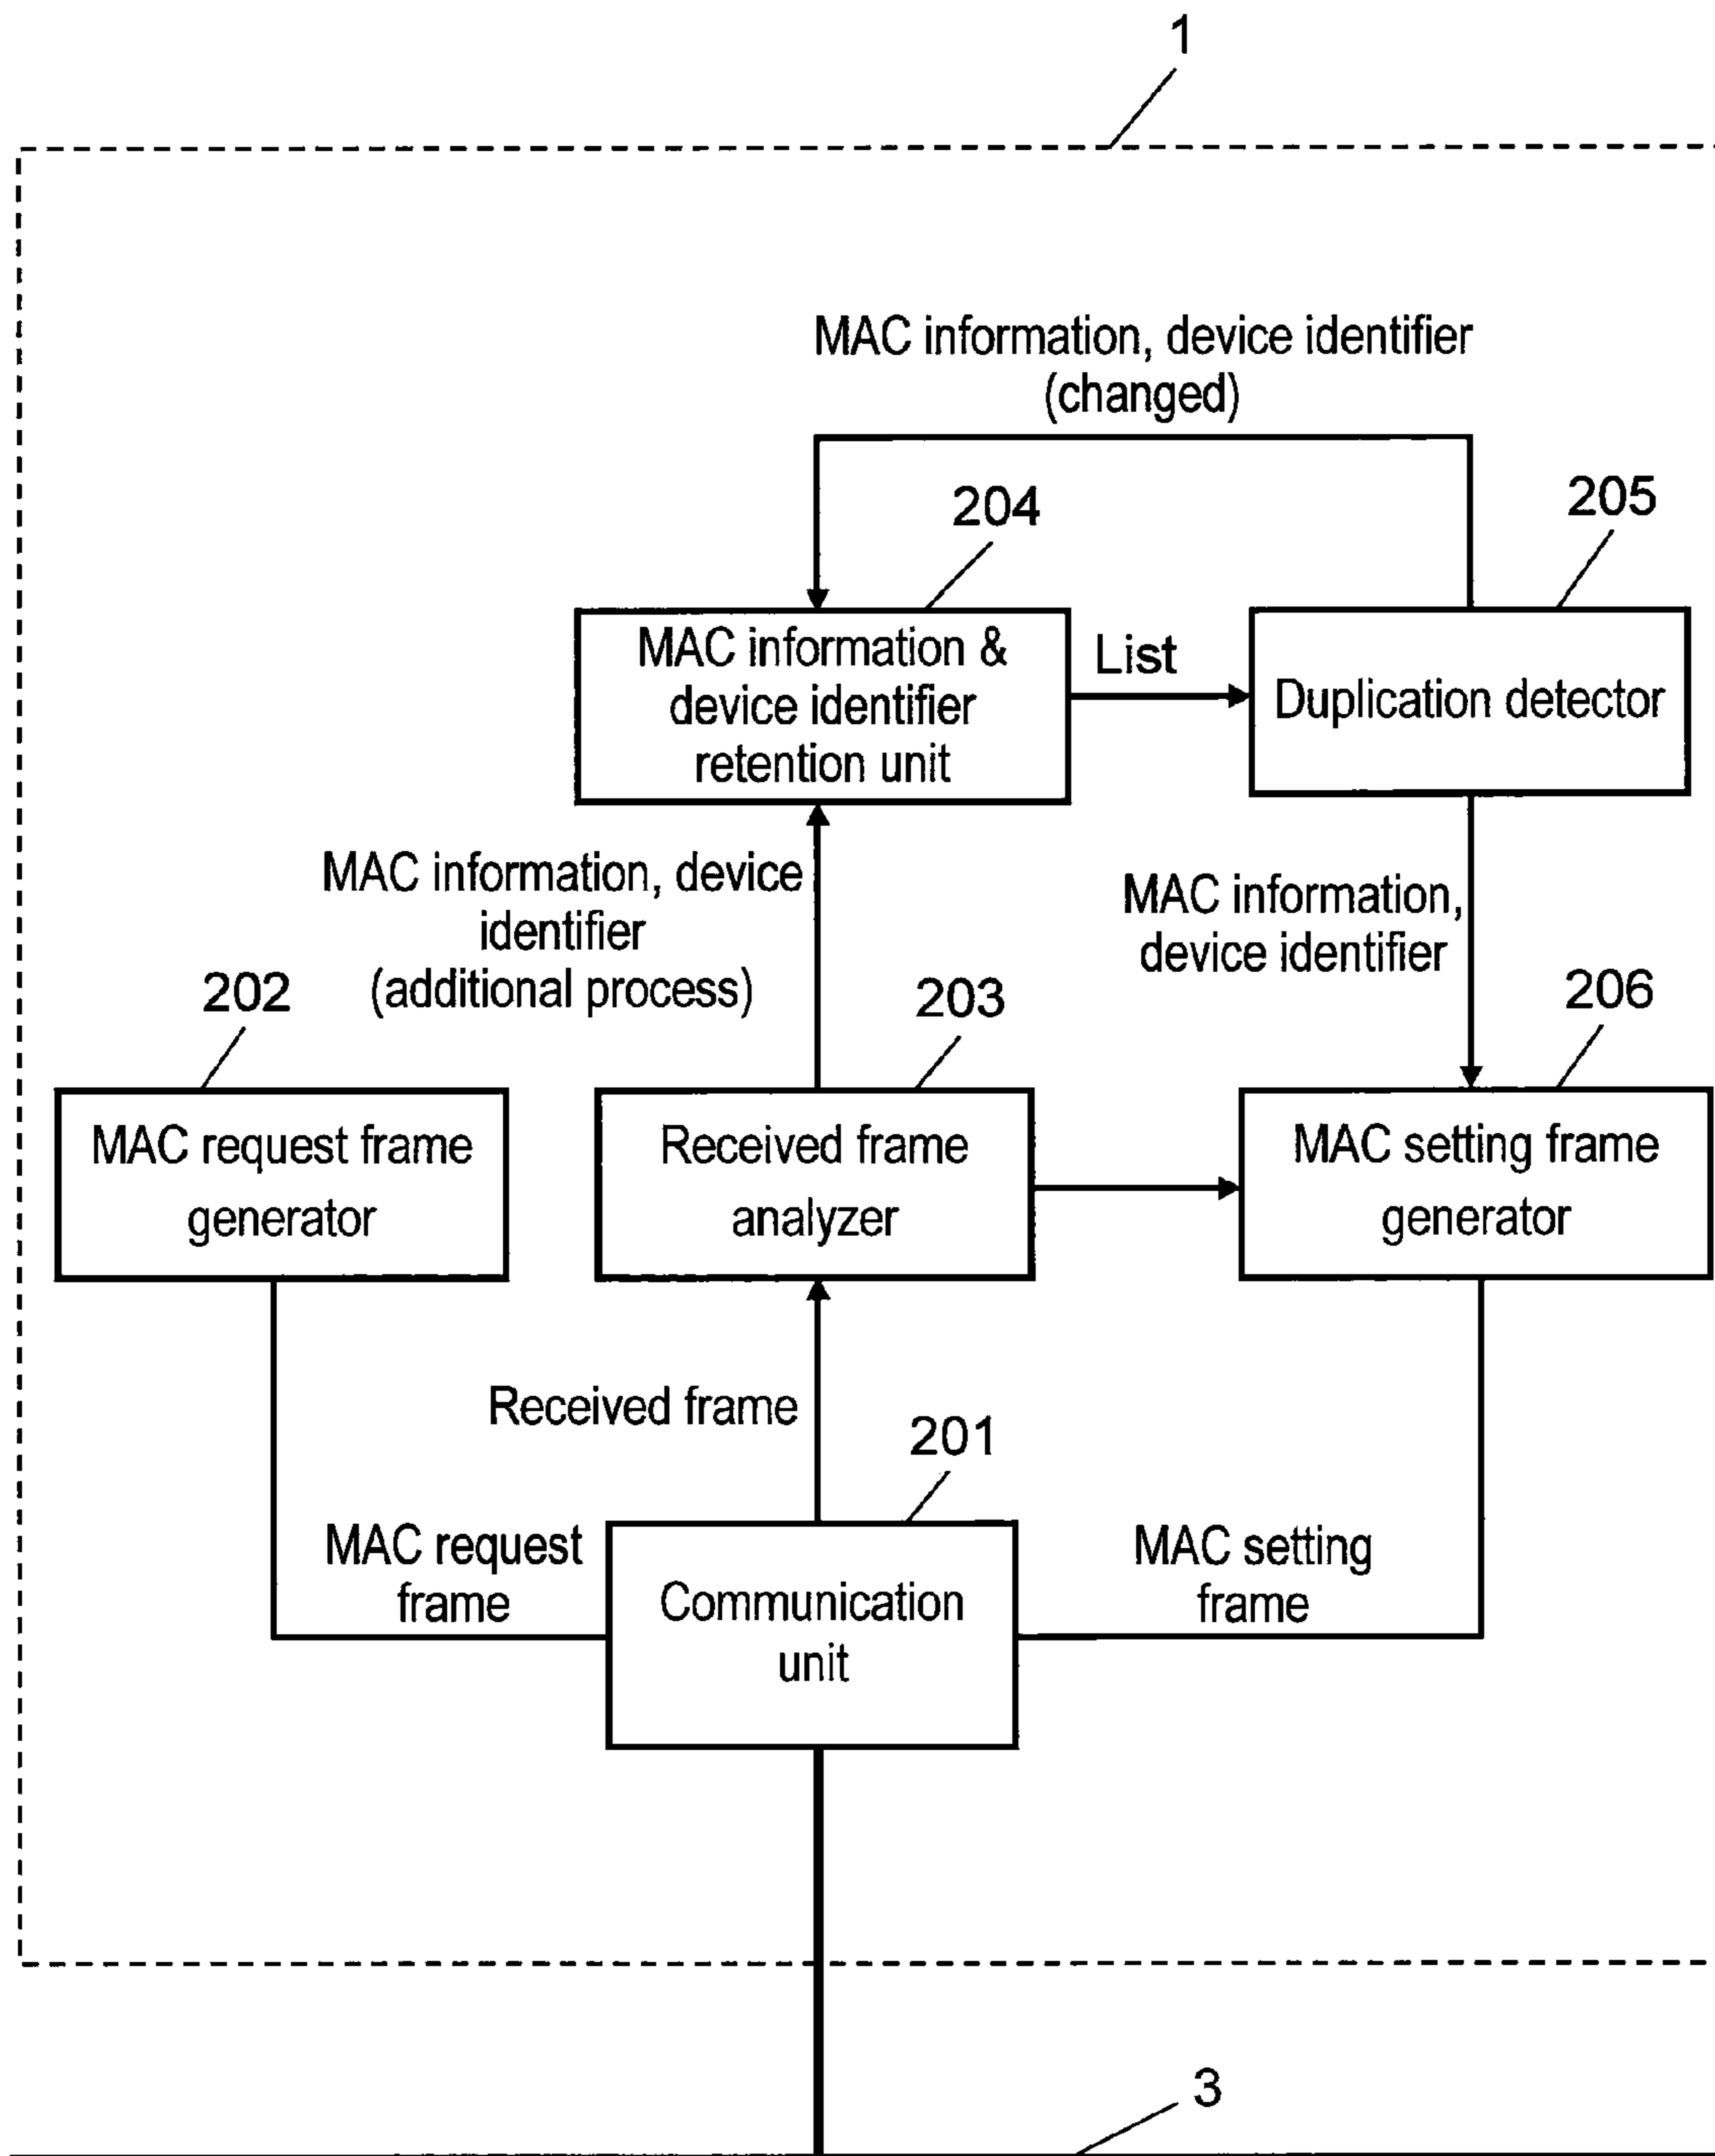 1
MAC information, device identifier
(changed)
204
205
MAC information &
device identifier
retention unit
List
Duplication detector
MAC information, device
identifier
(additional process)
MAC information,
device identifier
202
203
206
MAC request frame
generator
Received frame
analyzer
MAC setting frame
generator
Received frame
201
MAC request
frame
Communication
unit
MAC setting
frame
3